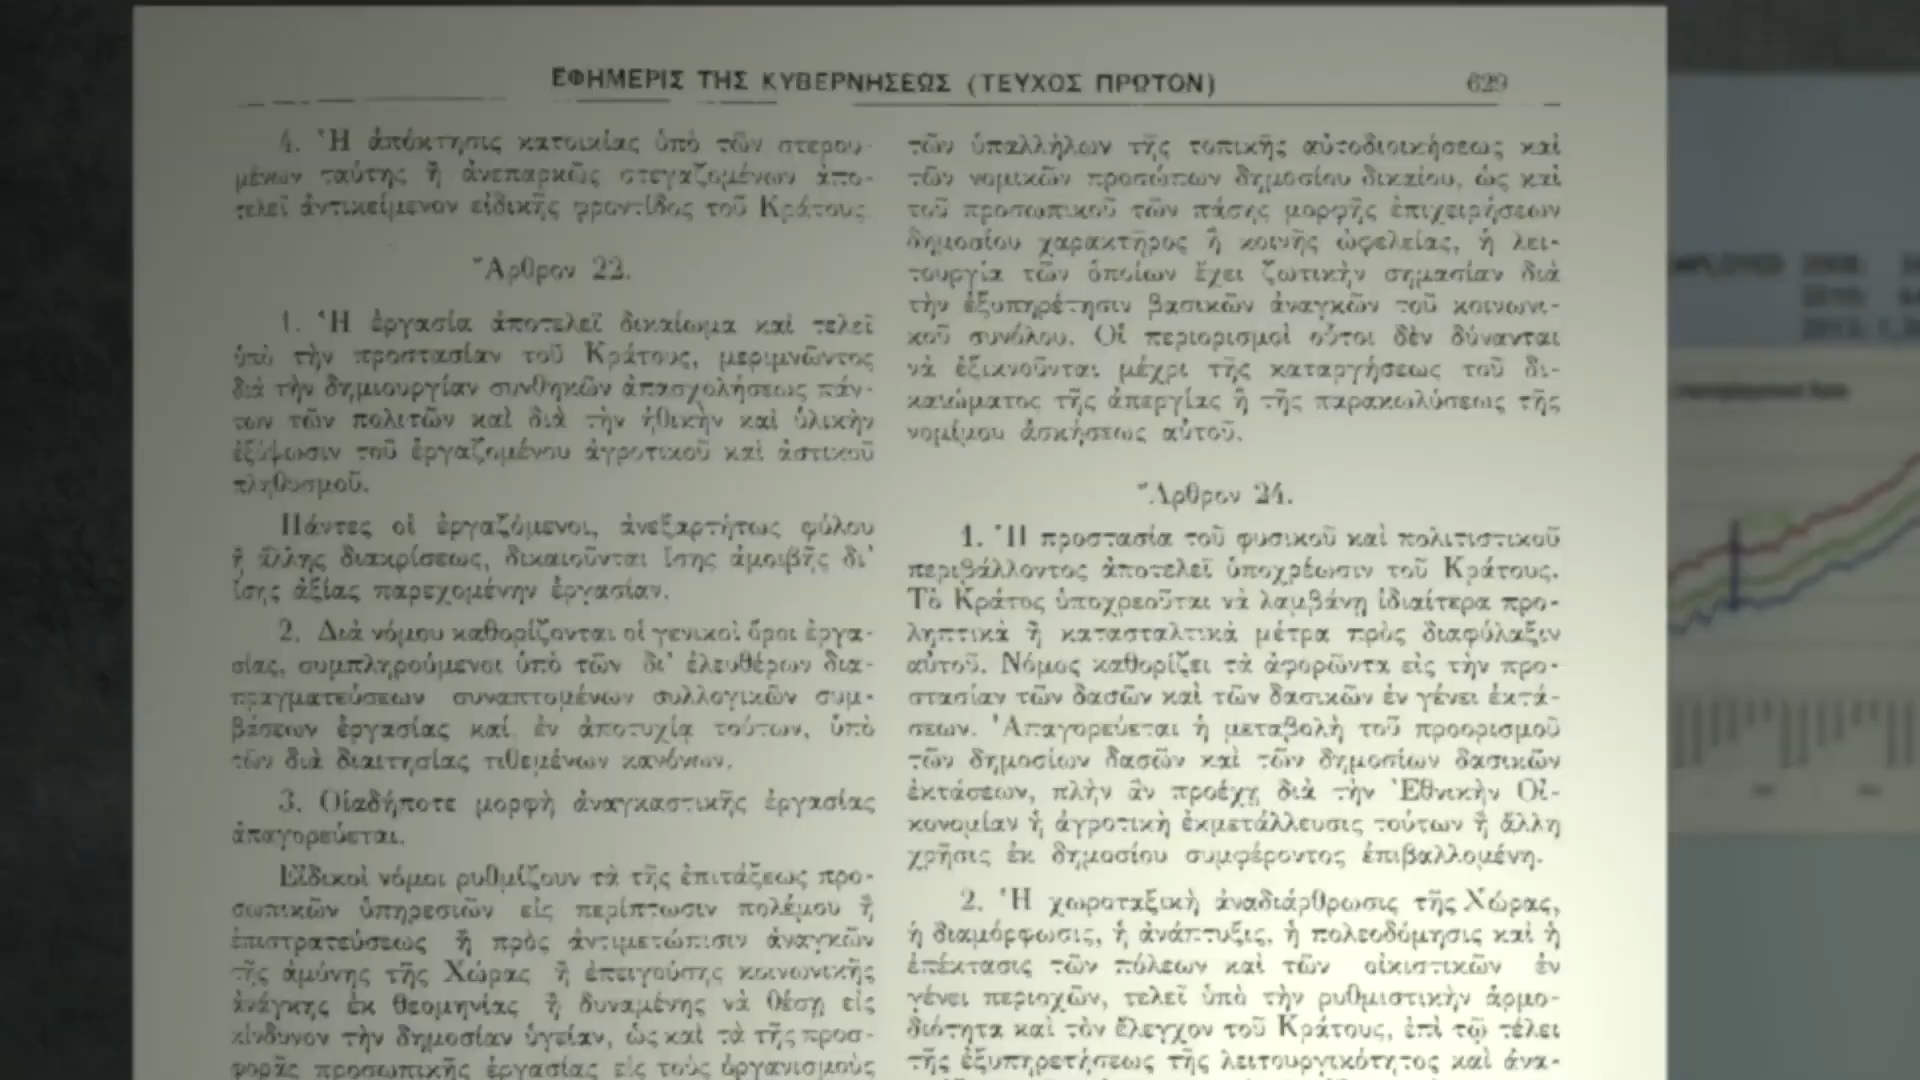 ΕΦΗΜΕΡΙΣ ΤΗΣ ΚΥΒΕΡΝΗΣΕΩΣ (ΤΕΥΧΟΣ ΠΡΩΤΟΝ)
629
4. Ἡ ἀπόκτησις κατοικίας ὑπὸ τῶν στερου-
μένων ταύτης ἢ ἀνεπαρκῶς στεγαζομένων ἀπο-
τελεῖ ἀντικείμενον εἰδικῆς φροντίδος τοῦ Κράτους.
Ἄρθρον 22.
1. Ἡ ἐργασία ἀποτελεῖ δικαίωμα καὶ τελεῖ
ὑπὸ τὴν προστασίαν τοῦ Κράτους, μεριμνῶντος
διὰ τὴν δημιουργίαν συνθηκῶν ἀπασχολήσεως πάν-
των τῶν πολιτῶν καὶ διὰ τὴν ἠθικὴν καὶ ὑλικὴν
ἐξύψωσιν τοῦ ἐργαζομένου ἀγροτικοῦ καὶ ἀστικοῦ
πληθυσμοῦ.
Πάντες οἱ ἐργαζόμενοι, ἀνεξαρτήτως φύλου
ἢ ἄλλης διακρίσεως, δικαιοῦνται ἴσης ἀμοιβῆς δι'
ἴσης ἀξίας παρεχομένην ἐργασίαν.
2. Διὰ νόμου καθορίζονται οἱ γενικοὶ ὅροι ἐργα-
σίας, συμπληρούμενοι ὑπὸ τῶν δι' ἐλευθέρων δια-
πραγματεύσεων συναπτομένων συλλογικῶν συμ-
βάσεων ἐργασίας καί, ἐν ἀποτυχίᾳ τούτων, ὑπὸ
τῶν διὰ διαιτησίας τιθεμένων κανόνων.
3. Οἱαδήποτε μορφὴ ἀναγκαστικῆς ἐργασίας
ἀπαγορεύεται.
Εἰδικοὶ νόμοι ρυθμίζουν τὰ τῆς ἐπιτάξεως προ-
σωπικῶν ὑπηρεσιῶν εἰς περίπτωσιν πολέμου ἢ
ἐπιστρατεύσεως ἢ πρὸς ἀντιμετώπισιν ἀναγκῶν
τῆς ἀμύνης τῆς Χώρας ἢ ἐπειγούσης κοινωνικῆς
ἀνάγκης ἐκ θεομηνίας ἢ δυναμένης νὰ θέσῃ εἰς
κίνδυνον τὴν δημοσίαν ὑγείαν, ὡς καὶ τὰ τῆς προσ-
φορᾶς προσωπικῆς ἐργασίας εἰς τοὺς ὀργανισμοὺς
τῶν ὑπαλλήλων τῆς τοπικῆς αὐτοδιοικήσεως καὶ
τῶν νομικῶν προσώπων δημοσίου δικαίου, ὡς καὶ
τοῦ προσωπικοῦ τῶν πάσης μορφῆς ἐπιχειρήσεων
δημοσίου χαρακτῆρος ἢ κοινῆς ὠφελείας, ἡ λει-
τουργία τῶν ὁποίων ἔχει ζωτικὴν σημασίαν διὰ
τὴν ἐξυπηρέτησιν βασικῶν ἀναγκῶν τοῦ κοινωνι-
κοῦ συνόλου. Οἱ περιορισμοὶ οὗτοι δὲν δύνανται
νὰ ἐξικνοῦνται μέχρι τῆς καταργήσεως τοῦ δι-
καιώματος τῆς ἀπεργίας ἢ τῆς παρακωλύσεως τῆς
νομίμου ἀσκήσεως αὐτοῦ.
Ἄρθρον 24.
1. Ἡ προστασία τοῦ φυσικοῦ καὶ πολιτιστικοῦ
περιβάλλοντος ἀποτελεῖ ὑποχρέωσιν τοῦ Κράτους.
Τὸ Κράτος ὑποχρεοῦται νὰ λαμβάνῃ ἰδιαίτερα προ-
ληπτικὰ ἢ κατασταλτικὰ μέτρα πρὸς διαφύλαξιν
αὐτοῦ. Νόμος καθορίζει τὰ ἀφορῶντα εἰς τὴν προ-
στασίαν τῶν δασῶν καὶ τῶν δασικῶν ἐν γένει ἐκτά-
σεων. Ἀπαγορεύεται ἡ μεταβολὴ τοῦ προορισμοῦ
τῶν δημοσίων δασῶν καὶ τῶν δημοσίων δασικῶν
ἐκτάσεων, πλὴν ἂν προέχῃ διὰ τὴν Ἐθνικὴν Οἰ-
κονομίαν ἡ ἀγροτικὴ ἐκμετάλλευσις τούτων ἢ ἄλλη
χρῆσις ἐκ δημοσίου συμφέροντος ἐπιβαλλομένη.
2. Ἡ χωροταξικὴ ἀναδιάρθρωσις τῆς Χώρας,
ἡ διαμόρφωσις, ἡ ἀνάπτυξις, ἡ πολεοδόμησις καὶ ἡ
ἐπέκτασις τῶν πόλεων καὶ τῶν οἰκιστικῶν ἐν
γένει περιοχῶν, τελεῖ ὑπὸ τὴν ρυθμιστικὴν ἁρμο-
διότητα καὶ τὸν ἔλεγχον τοῦ Κράτους, ἐπὶ τῷ τέλει
τῆς ἐξυπηρετήσεως τῆς λειτουργικότητος καὶ ἀνα-